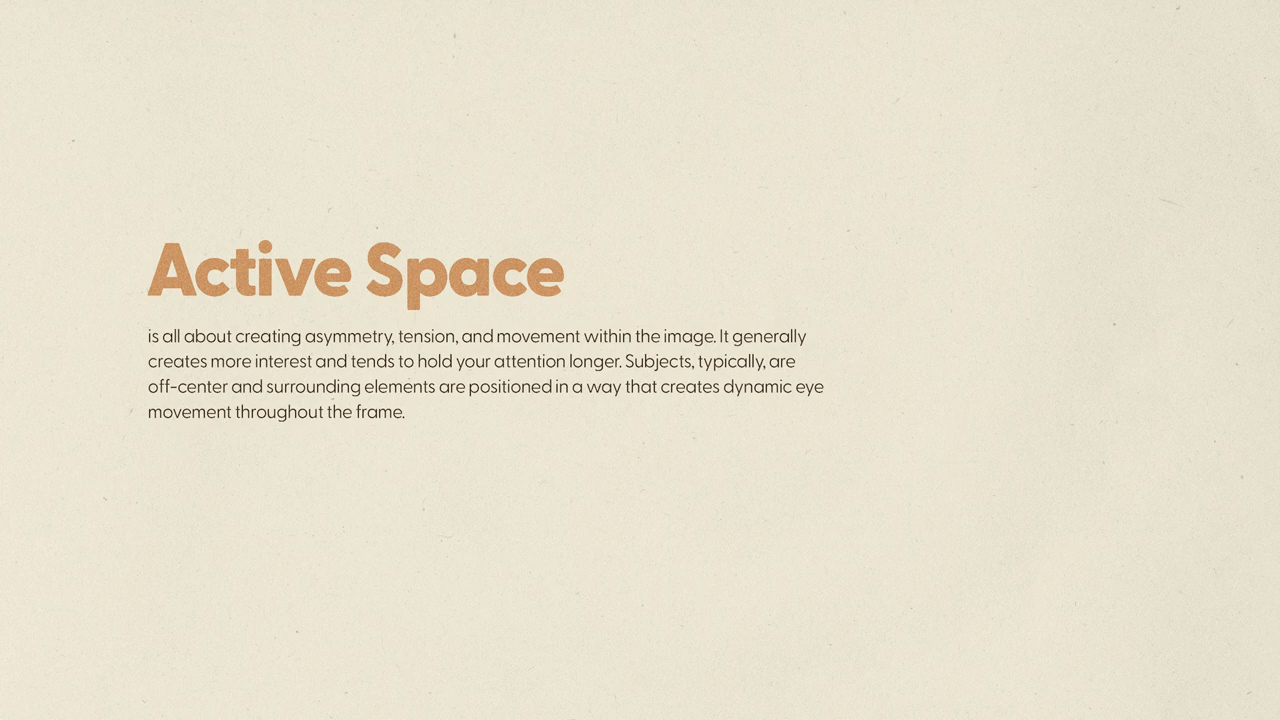 Active Space
is all about creating asymmetry, tension, and movement within the image. It generally
creates more interest and tends to hold your attention longer. Subjects, typically, are
off-center and surrounding elements are positioned in a way that creates dynamic eye
movement throughout the frame.